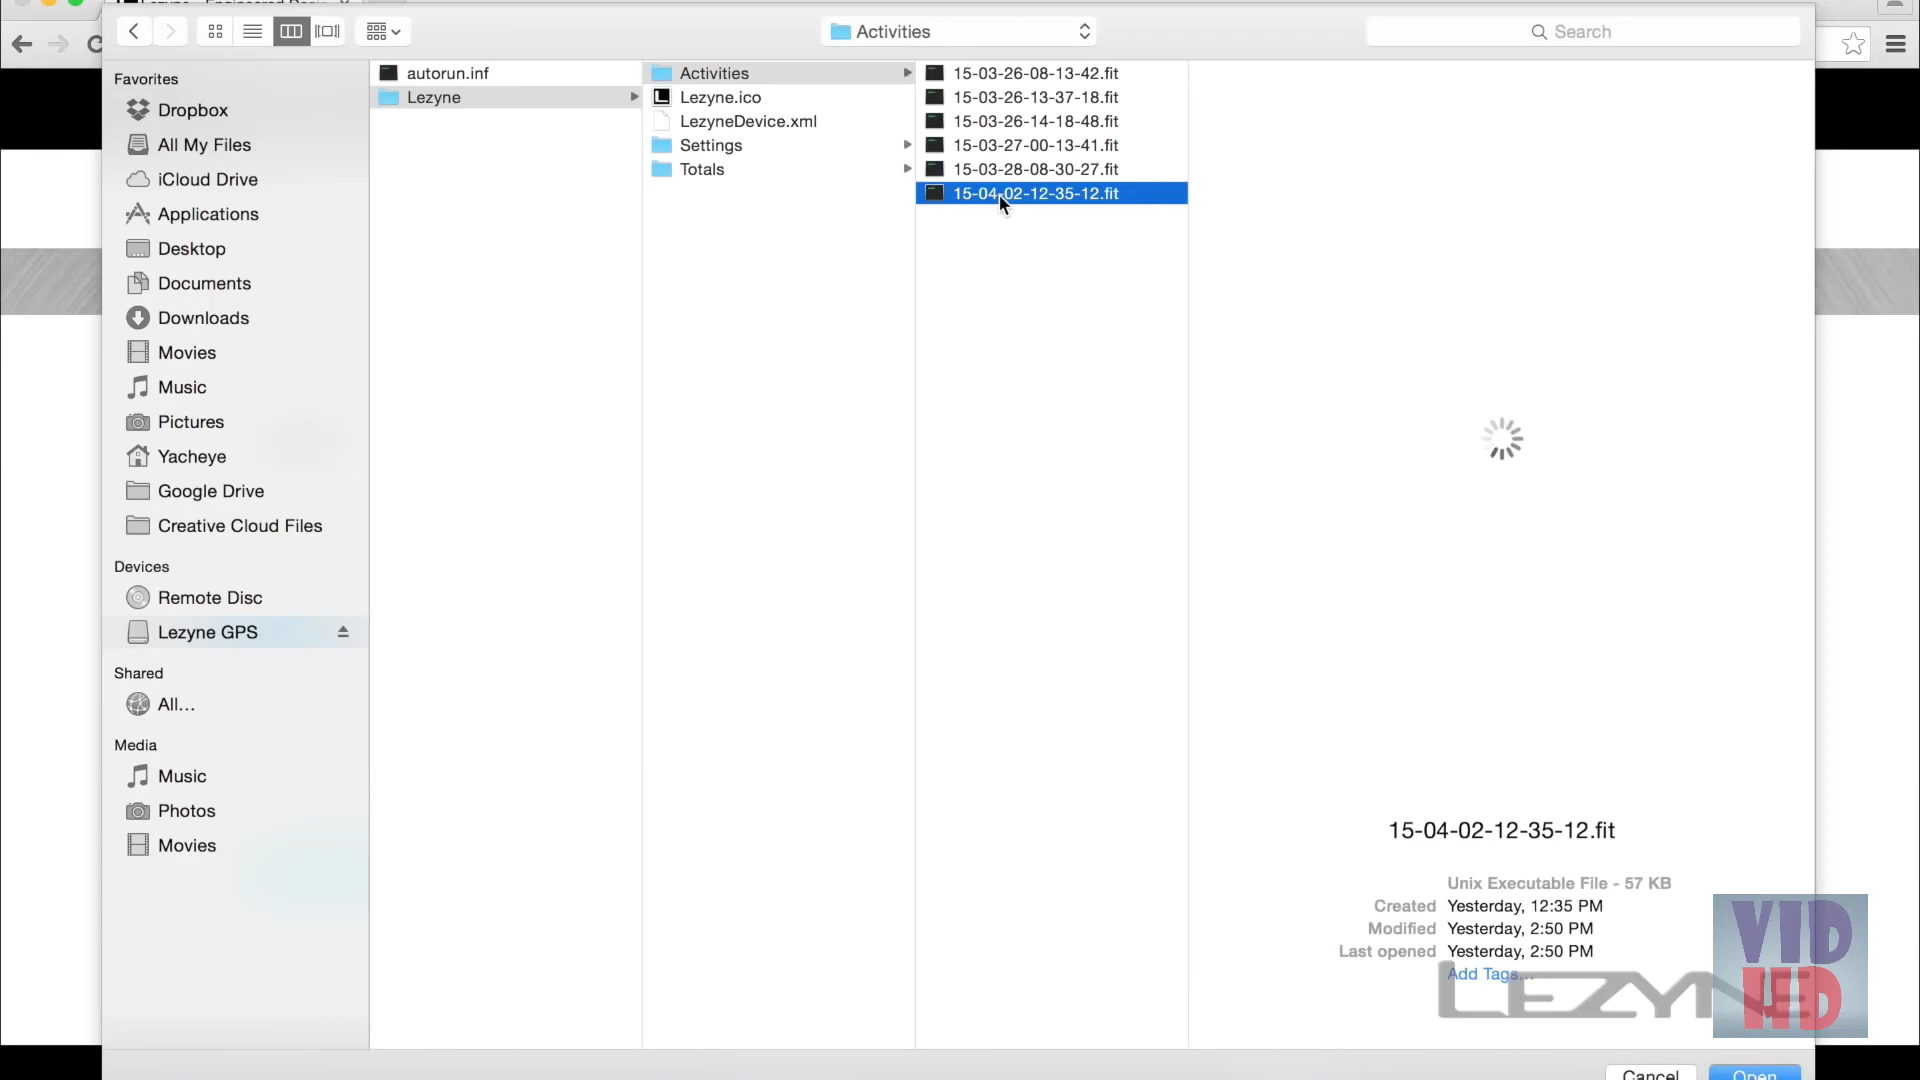 Activities
Search
Favorites
Dropbox
All My Files
iCloud Drive
Applications
Desktop
Documents
Downloads
Movies
Music
Pictures
Yacheye
Google Drive
Creative Cloud Files
Devices
Remote Disc
Lezyne GPS
Shared
All...
Media
Music
Photos
Movies
autorun.inf
Lezyne
Activities
Lezyne.ico
LezyneDevice.xml
Settings
Totals
15-03-26-08-13-42.fit
15-03-26-13-37-18.fit
15-03-26-14-18-48.fit
15-03-27-00-13-41.fit
15-03-28-08-30-27.fit
15-04-02-12-35-12.fit
15-04-02-12-35-12.fit
Unix Executable File - 57 KB
Created Yesterday, 12:35 PM
Modified Yesterday, 2:50 PM
Last opened Yesterday, 2:50 PM
Add Tags...
LEZYNE
VID
HD
Cancel
Open